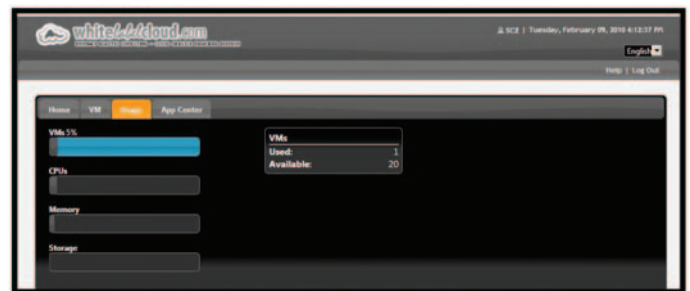 whitelabelcloud.com
SC2 | Tuesday, February 09, 2010 4:12:37 PM
English
Help | Log Out
Home VM Usage App Center
VMs 5%
CPUs
Memory
Storage
VMs
Used: 1
Available: 20